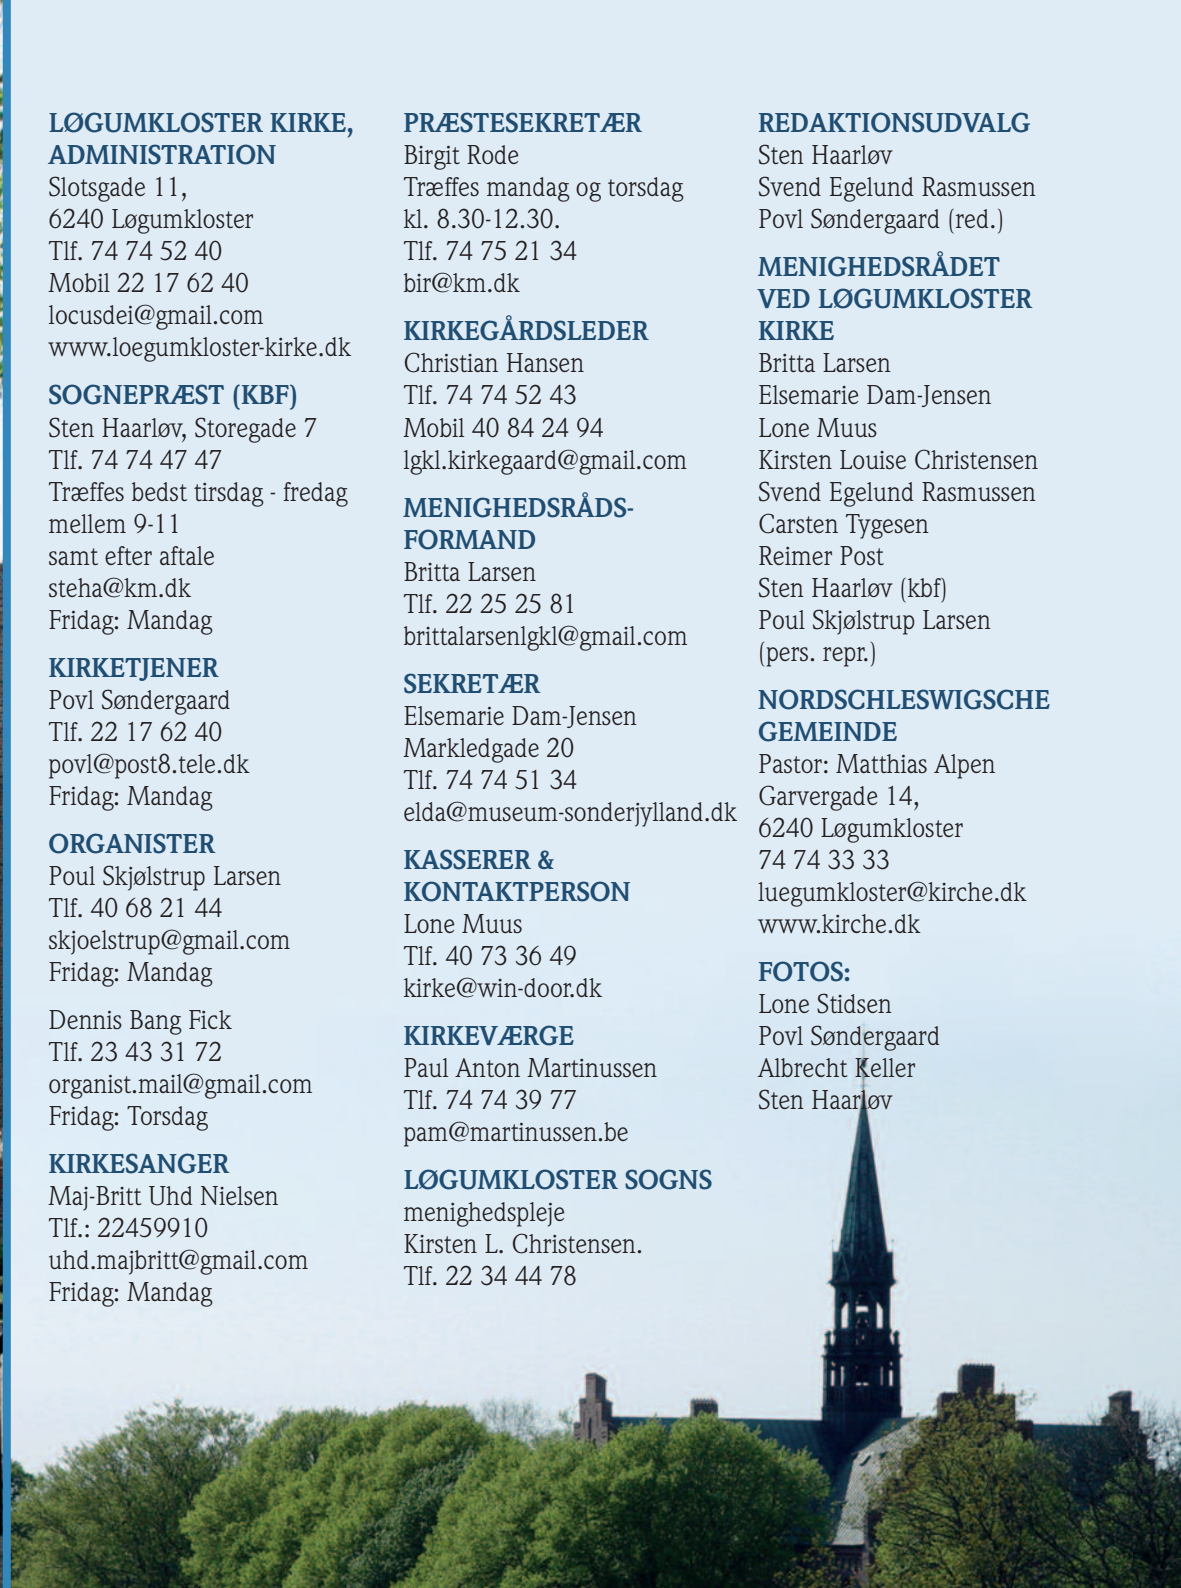 LØGUMKLOSTER KIRKE,
ADMINISTRATION
Slotsgade 11,
6240 Løgumkloster
Tlf. 74 74 52 40
Mobil 22 17 62 40
locusdei@gmail.com
www.loegumkloster-kirke.dk
SOGNEPRÆST (KBF)
Sten Haarløv, Storegade 7
Tlf. 74 74 47 47
Træffes bedst tirsdag - fredag
mellem 9-11
samt efter aftale
steha@km.dk
Fridag: Mandag
KIRKETJENER
Povl Søndergaard
Tlf. 22 17 62 40
povl@post8.tele.dk
Fridag: Mandag
ORGANISTER
Poul Skjølstrup Larsen
Tlf. 40 68 21 44
skjoelstrup@gmail.com
Fridag: Mandag
Dennis Bang Fick
Tlf. 23 43 31 72
organist.mail@gmail.com
Fridag: Torsdag
KIRKESANGER
Maj-Britt Uhd Nielsen
Tlf.: 22459910
uhd.majbritt@gmail.com
Fridag: Mandag
PRÆSTESEKRETÆR
Birgit Rode
Træffes mandag og torsdag
kl. 8.30-12.30.
Tlf. 74 75 21 34
bir@km.dk
KIRKEGÅRDSLEDER
Christian Hansen
Tlf. 74 74 52 43
Mobil 40 84 24 94
lgkl.kirkegaard@gmail.com
MENIGHEDSRÅDS-
FORMAND
Britta Larsen
Tlf. 22 25 25 81
brittalarsenlgkl@gmail.com
SEKRETÆR
Elsemarie Dam-Jensen
Markledgade 20
Tlf. 74 74 51 34
elda@museum-sonderjylland.dk
KASSERER &
KONTAKTPERSON
Lone Muus
Tlf. 40 73 36 49
kirke@win-door.dk
KIRKEVÆRGE
Paul Anton Martinussen
Tlf. 74 74 39 77
pam@martinussen.be
LØGUMKLOSTER SOGNS
menighedspleje
Kirsten L. Christensen.
Tlf. 22 34 44 78
REDAKTIONSUDVALG
Sten Haarløv
Svend Egelund Rasmussen
Povl Søndergaard (red.)
MENIGHEDSRÅDET
VED LØGUMKLOSTER
KIRKE
Britta Larsen
Elsemarie Dam-Jensen
Lone Muus
Kirsten Louise Christensen
Svend Egelund Rasmussen
Carsten Tygesen
Reimer Post
Sten Haarløv (kbf)
Poul Skjølstrup Larsen
(pers. repr.)
NORDSCHLESWIGSCHE
GEMEINDE
Pastor: Matthias Alpen
Garvergade 14,
6240 Løgumkloster
74 74 33 33
luegumkloster@kirche.dk
www.kirche.dk
FOTOS:
Lone Stidsen
Povl Søndergaard
Albrecht Keller
Sten Haarløv